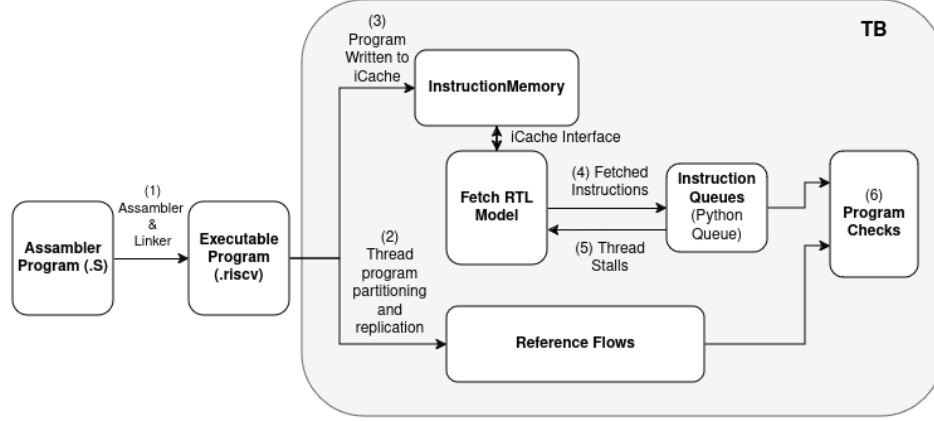 TB
(3)
Program
Written to
iCache
InstructionMemory
iCache Interface
(1)
Assambler
&
Linker
Assambler
Program (.S)
Executable
Program
(.riscv)
Fetch RTL
Model
(4) Fetched
Instructions
(5) Thread
Stalls
Instruction
Queues
(Python
Queue)
(6)
Program
Checks
(2)
Thread
program
partitioning
and
replication
Reference Flows